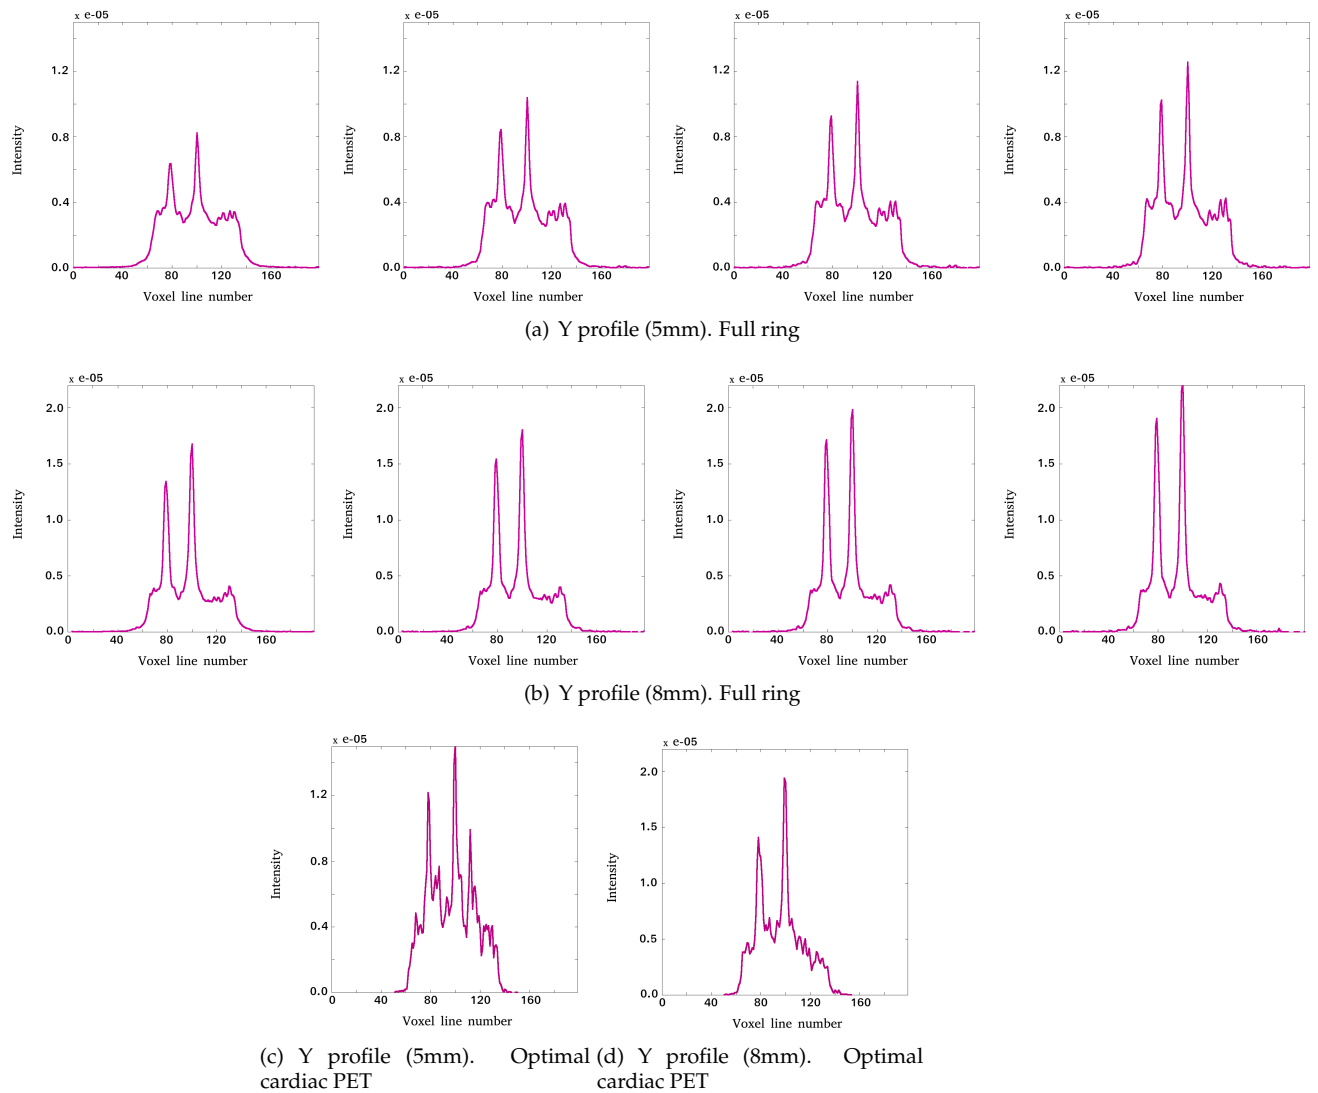 x e-05 x e-05 x e-05 x e-05
1.2 1.2 1.2 1.2
Intensity Intensity Intensity Intensity
0.8 0.8 0.8 0.8
0.4 0.4 0.4 0.4
0.0 0.0 0.0 0.0
0 40 80 120 160 0 40 80 120 160 0 40 80 120 160 0 40 80 120 160
Voxel line number Voxel line number Voxel line number Voxel line number
(a) Y profile (5mm). Full ring
x e-05 x e-05 x e-05 x e-05
2.0 2.0 2.0 2.0
1.5 1.5 1.5 1.5
Intensity Intensity Intensity Intensity
1.0 1.0 1.0 1.0
0.5 0.5 0.5 0.5
0.0 0.0 0.0 0.0
0 40 80 120 160 0 40 80 120 160 0 40 80 120 160 0 40 80 120 160
Voxel line number Voxel line number Voxel line number Voxel line number
(b) Y profile (8mm). Full ring
x e-05
1.2
Intensity
0.8
0.4
0.0
0 40 80 120 160
Voxel line number
(c) Y profile (5mm). Optimal
cardiac PET
x e-05
2.0
1.5
Intensity
1.0
0.5
0.0
0 40 80 120 160
Voxel line number
(d) Y profile (8mm). Optimal
cardiac PET